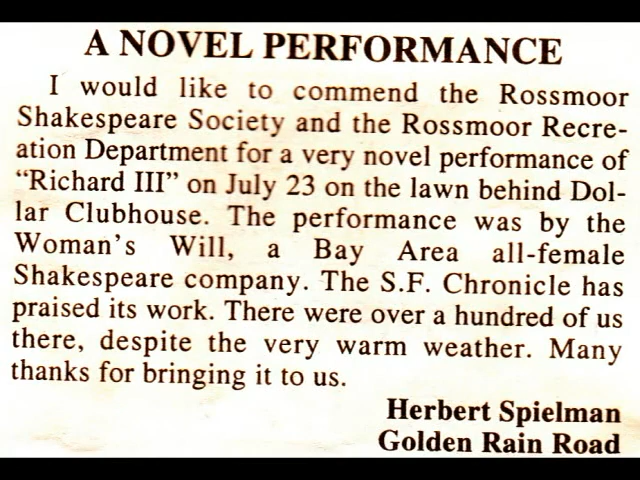 A NOVEL PERFORMANCE
I would like to commend the Rossmoor
Shakespeare Society and the Rossmoor Recre-
ation Department for a very novel performance of
“Richard III” on July 23 on the lawn behind Dol-
lar Clubhouse. The performance was by the
Woman’s Will, a Bay Area all-female
Shakespeare company. The S.F. Chronicle has
praised its work. There were over a hundred of us
there, despite the very warm weather. Many
thanks for bringing it to us.
Herbert Spielman
Golden Rain Road